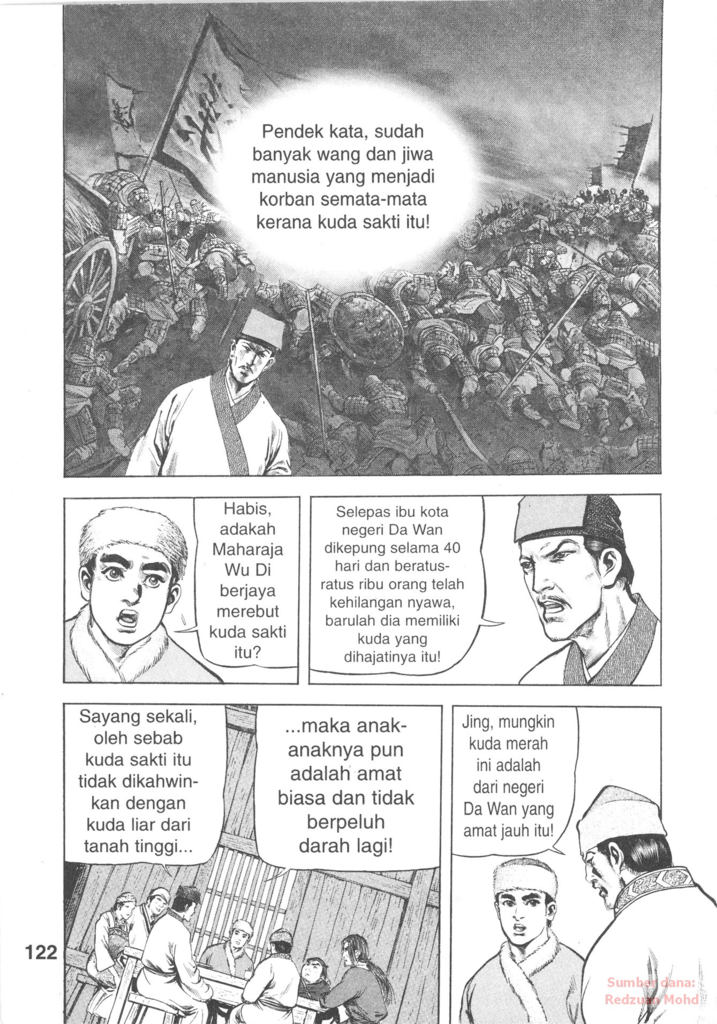 Pendek kata, sudah
banyak wang dan jiwa
manusia yang menjadi
korban semata-mata
kerana kuda sakti itu!
Habis,
adakah
Maharaja
Wu Di
berjaya
merebut
kuda sakti
itu?
Selepas ibu kota
negeri Da Wan
dikepung selama 40
hari dan beratus-
ratus ribu orang telah
kehilangan nyawa,
barulah dia memiliki
kuda yang
dihajatinya itu!
Sayang sekali,
oleh sebab
kuda sakti itu
tidak dikahwin-
kan dengan
kuda liar dari
tanah tinggi...
...maka anak-
anaknya pun
adalah amat
biasa dan tidak
berpeluh
darah lagi!
Jing, mungkin
kuda merah
ini adalah
dari negeri
Da Wan yang
amat jauh itu!
122
Sumber dana:
Redzuan Mohd